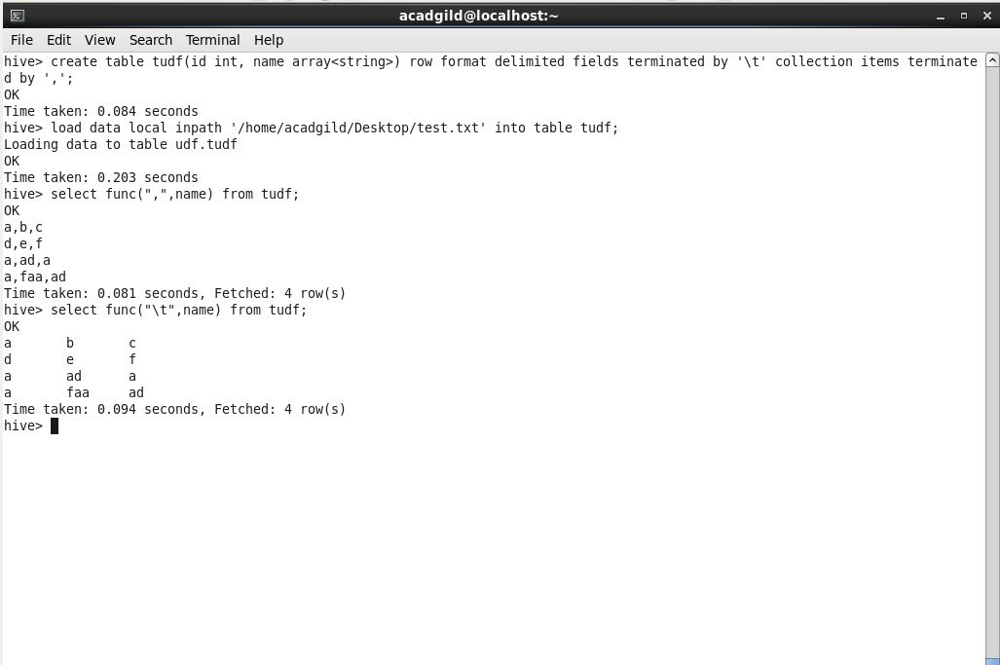 acadgild@localhost:~
File Edit View Search Terminal Help
hive> create table tudf(id int, name array<string>) row format delimited fields terminated by '\t' collection items terminate
d by ',';
OK
Time taken: 0.084 seconds
hive> load data local inpath '/home/acadgild/Desktop/test.txt' into table tudf;
Loading data to table udf.tudf
OK
Time taken: 0.203 seconds
hive> select func(",",name) from tudf;
OK
a,b,c
d,e,f
a,ad,a
a,faa,ad
Time taken: 0.081 seconds, Fetched: 4 row(s)
hive> select func("\t",name) from tudf;
OK
a	b	c
d	e	f
a	ad	a
a	faa	ad
Time taken: 0.094 seconds, Fetched: 4 row(s)
hive>